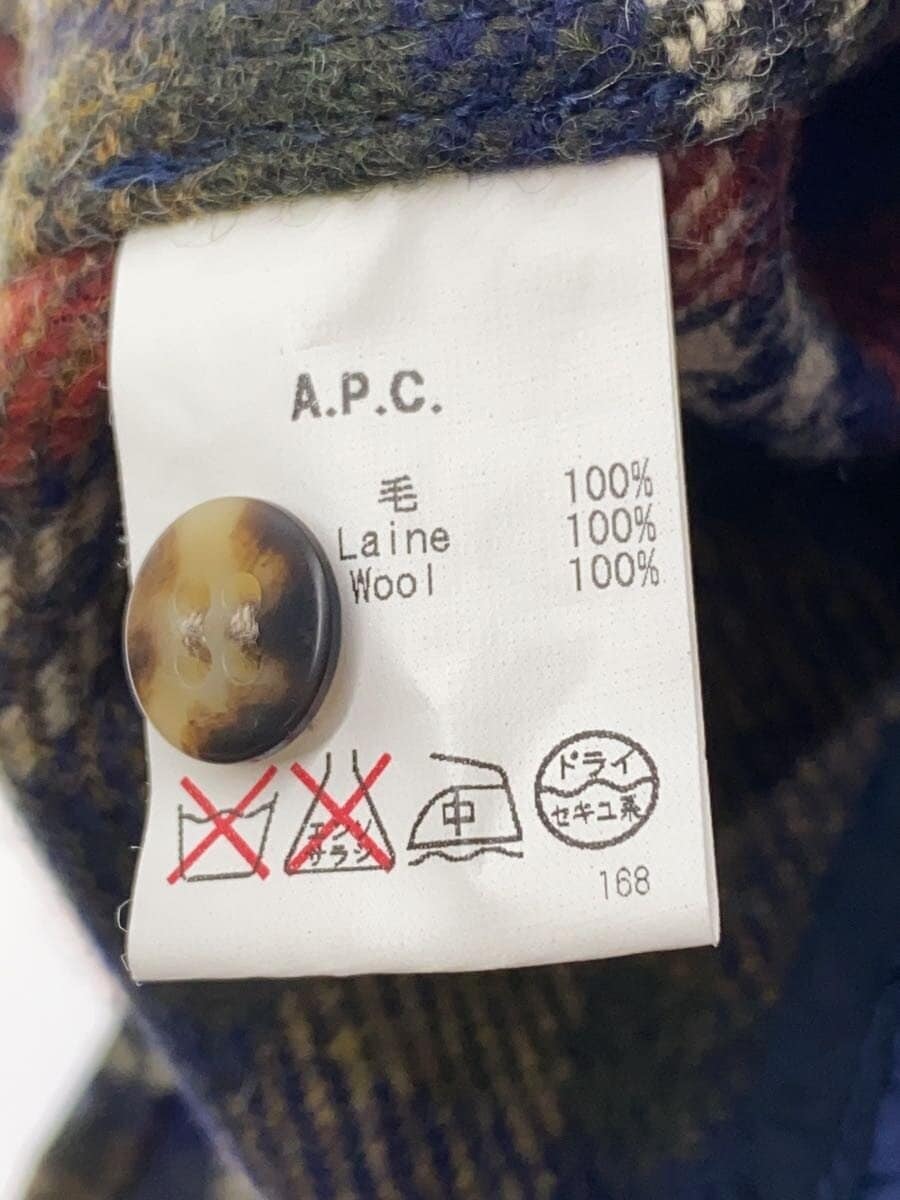 A.P.C.
毛 100%
Laine 100%
Wool 100%
エンソ
サラシ
中
ドライ
セキユ系
168